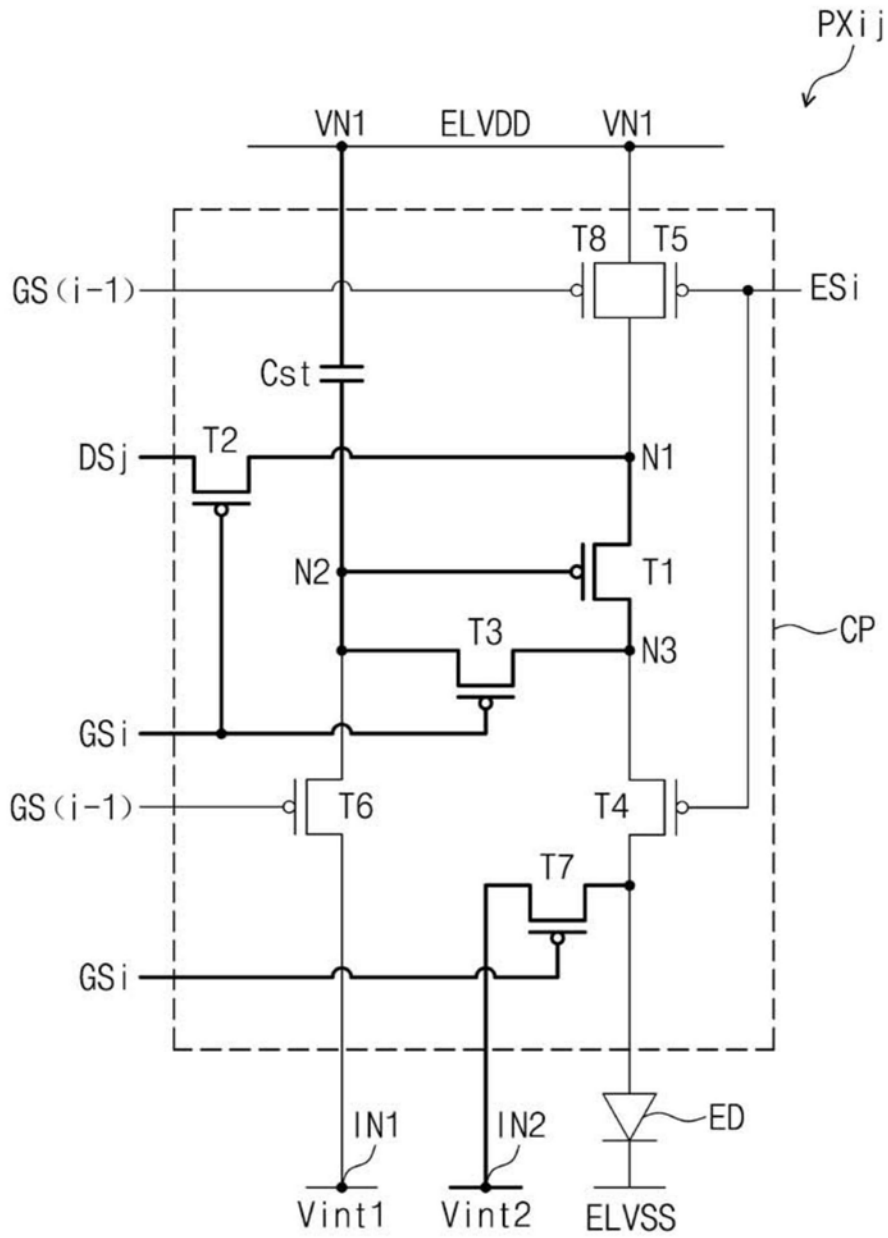 PXij
VN1 ELVDD VN1
T8 T5
GS(i-1) ESi
Cst
T2
DSj N1
N2 T1
T3
N3 CP
GSi
GS(i-1) T6 T4
T7
GSi
ED
IN1 IN2
Vint1 Vint2 ELVSS